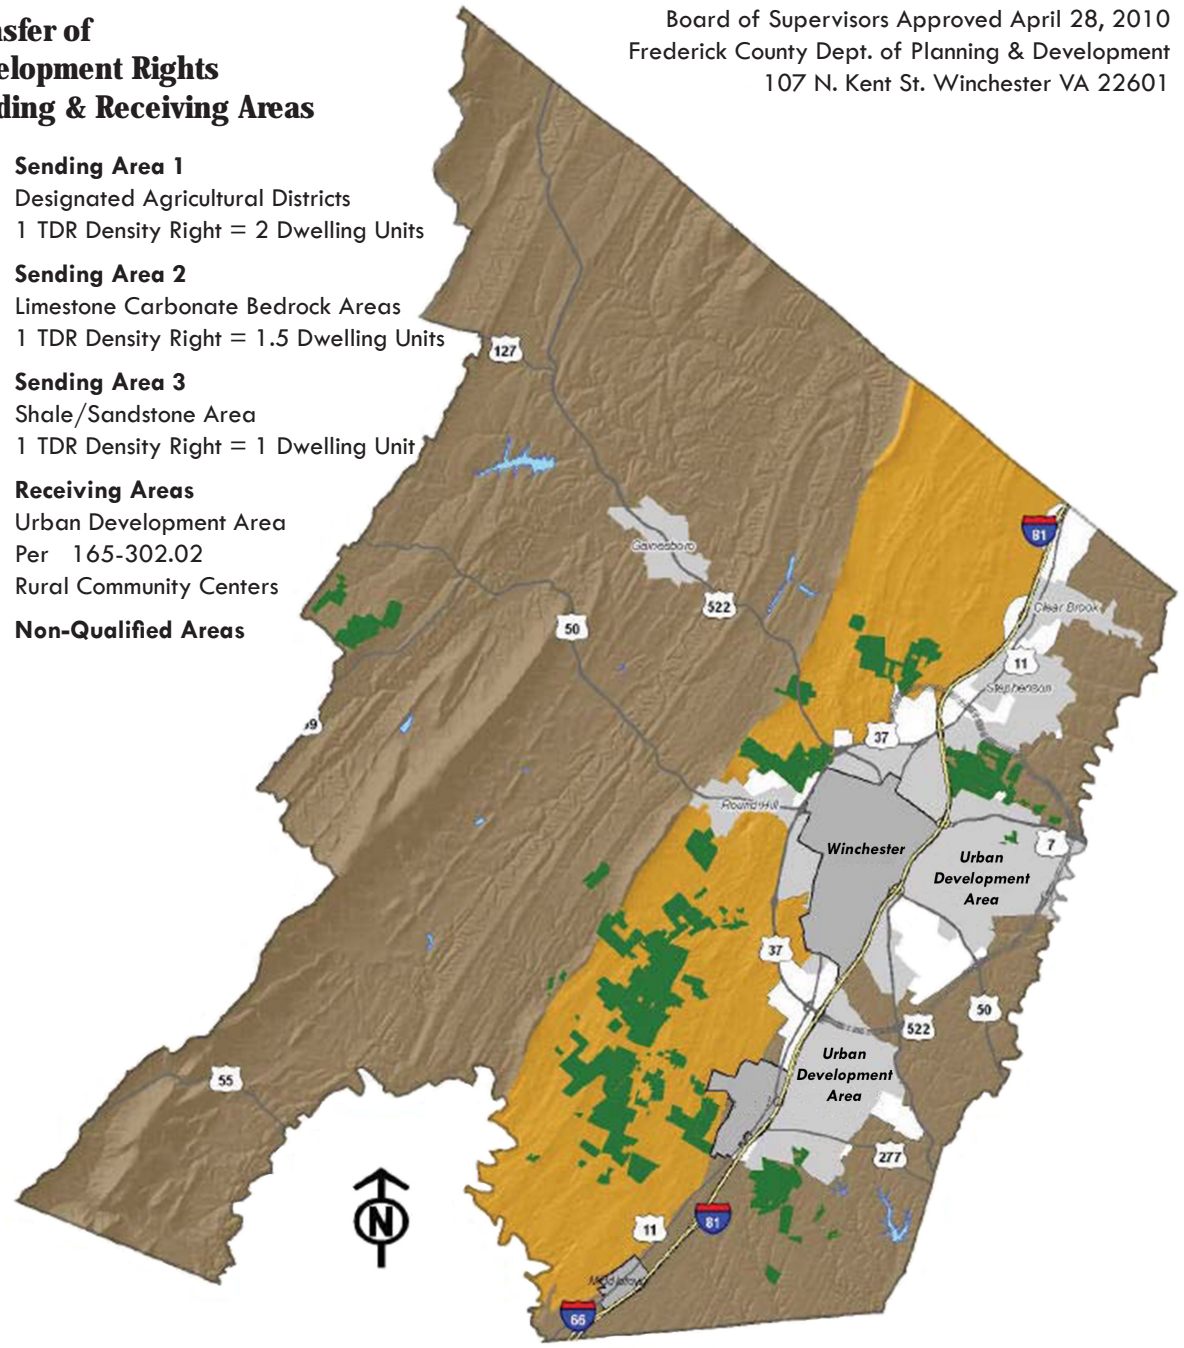 nsfer of
elopment Rights
ding & Receiving Areas
Board of Supervisors Approved April 28, 2010
Frederick County Dept. of Planning & Development
107 N. Kent St. Winchester VA 22601
Sending Area 1
Designated Agricultural Districts
1 TDR Density Right = 2 Dwelling Units
Sending Area 2
Limestone Carbonate Bedrock Areas
1 TDR Density Right = 1.5 Dwelling Units
Sending Area 3
Shale/Sandstone Area
1 TDR Density Right = 1 Dwelling Unit
Receiving Areas
Urban Development Area
Per 165-302.02
Rural Community Centers
Non-Qualified Areas
127
81
Gainesboro
522
Clear Brook
50
11
Stephenson
9
37
Round Hill
Winchester
7
Urban
Development
Area
37
50
522
Urban
Development
Area
55
277
N
11
81
66